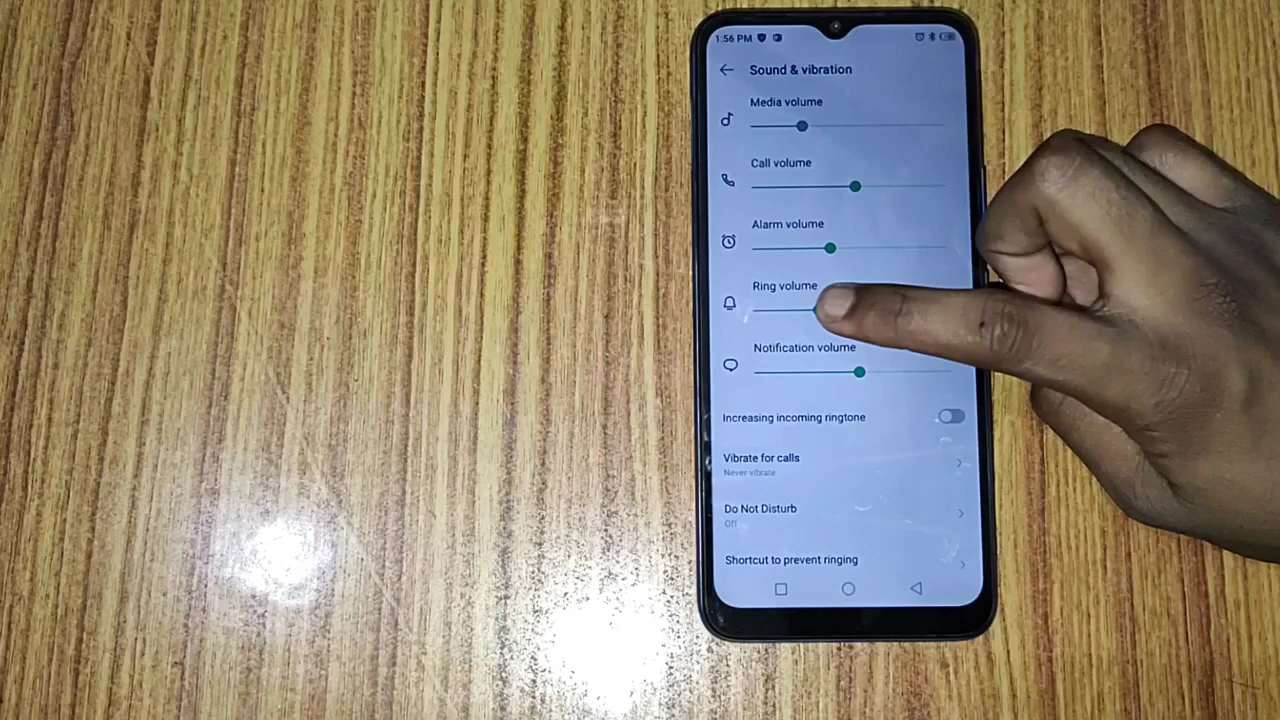 1:56 PM
Sound & vibration
Media volume
Call volume
Alarm volume
Ring volume
Notification volume
Increasing incoming ringtone
Vibrate for calls
Never vibrate
Do Not Disturb
Off
Shortcut to prevent ringing